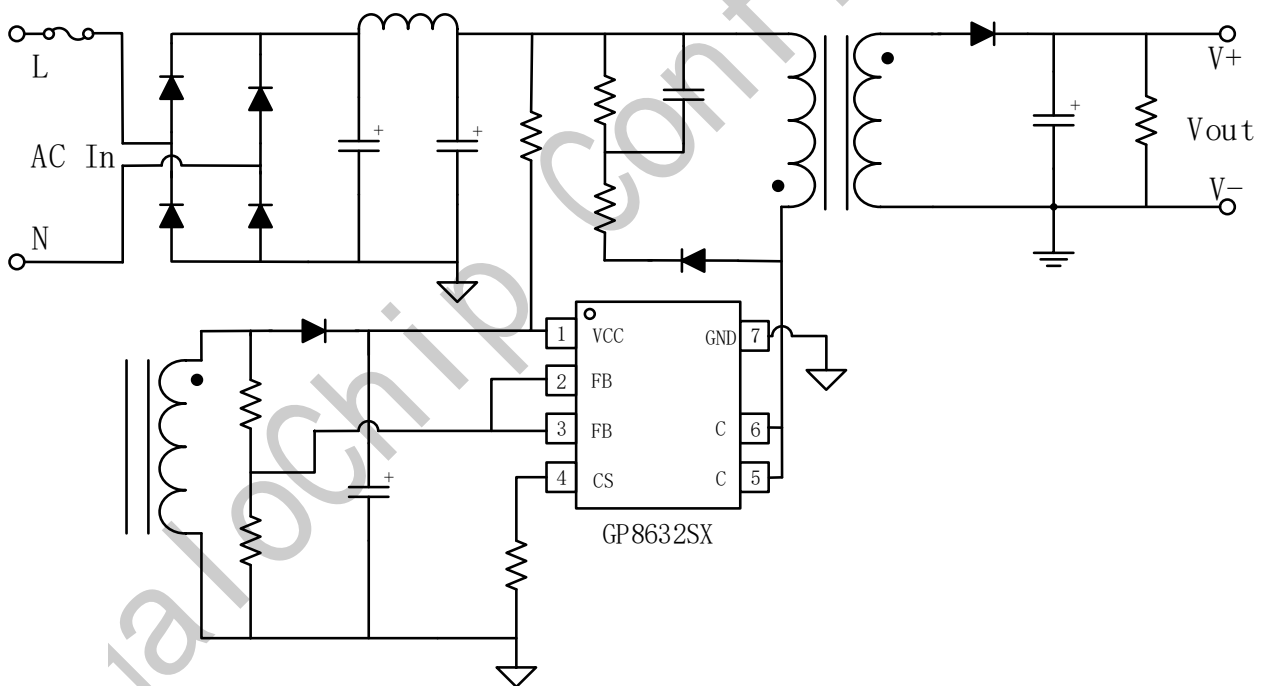 L
AC In
N
V+
Vout
V-
1 VCC
2 FB
3 FB
4 CS
GND 7
C 6
C 5
GP8632SX
+
+
+
+